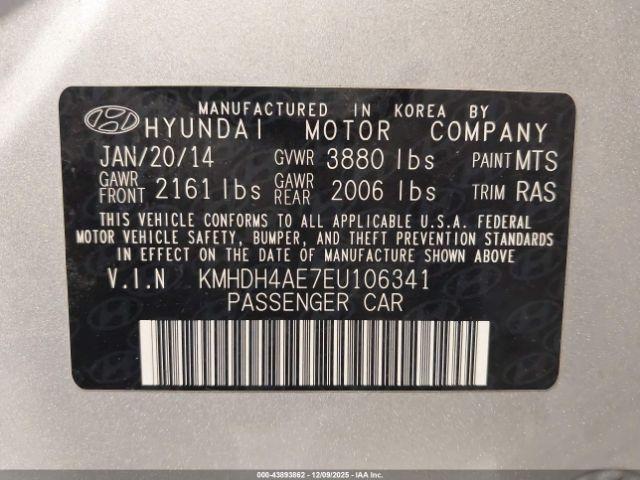 MANUFACTURED IN KOREA BY
HYUNDAI MOTOR COMPANY
JAN/20/14 GVWR 3880 lbs PAINT MTS
GAWR FRONT 2161 lbs GAWR REAR 2006 lbs TRIM RAS
THIS VEHICLE CONFORMS TO ALL APPLICABLE U.S.A. FEDERAL
MOTOR VEHICLE SAFETY, BUMPER, AND THEFT PREVENTION
STANDARDS IN EFFECT ON THE DATE OF MANUFACTURE SHOWN ABOVE
V.I.N KMHDH4AE7EU106341
PASSENGER CAR
000-43893862 | 12/09/2025 | IAA, Inc.